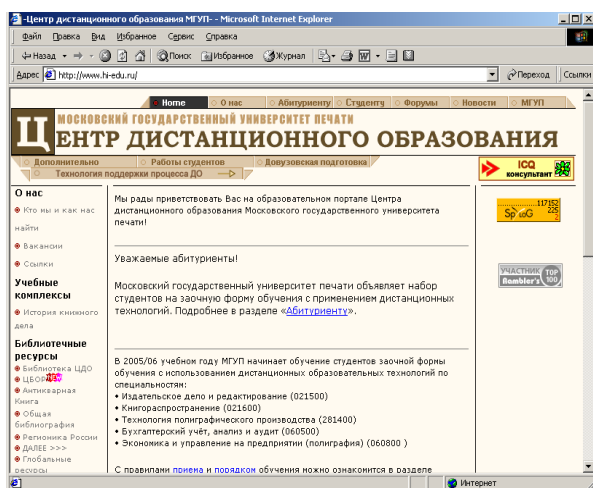 -Центр дистанционного образования МГУП- - Microsoft Internet Explorer
Файл Правка Вид Избранное Сервис Справка
Назад Поиск Избранное Журнал
Адрес http://www.hi-edu.ru/ Переход Ссылки
Home О нас Абитуриенту Студенту Форумы Новости МГУП
МОСКОВСКИЙ ГОСУДАРСТВЕННЫЙ УНИВЕРСИТЕТ ПЕЧАТИ
ЦЕНТР ДИСТАНЦИОННОГО ОБРАЗОВАНИЯ
Дополнительно Работы студентов Довузовская подготовка
Технология поддержки процесса ДО
ICQ
консультант
О нас
Кто мы и как нас
найти
Вакансии
Ссылки
Учебные
комплексы
История книжного
дела
Библиотечные
ресурсы
Библиотека ЦДО
ЦБОР NEW
Антикварная
Книга
Общая
библиография
Регионика России
ДАЛЕЕ >>>
Глобальные
ресурсы
Мы рады приветствовать Вас на образовательном портале Центра
дистанционного образования Московского государственного университета
печати!
Уважаемые абитуриенты!
Московский государственный университет печати объявляет набор
студентов на заочную форму обучения с применением дистанционных
технологий. Подробнее в разделе «Абитуриенту».
В 2005/06 учебном году МГУП начинает обучение студентов заочной формы
обучения с использованием дистанционных образовательных технологий по
специальностям:
• Издательское дело и редактирование (021500)
• Книгораспространение (021600)
• Технология полиграфического производства (281400)
• Бухгалтерский учёт, анализ и аудит (060500)
• Экономика и управление на предприятии (полиграфия) (060800 )
С правилами приема и порядком обучения можно ознакомится в разделе
117152
SpyLOG 225
2
УЧАСТНИК TOP
Rambler's 100
Интернет